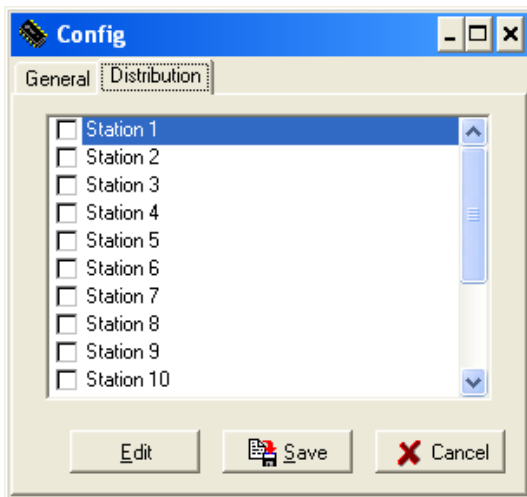 Config
General Distribution
Station 1
Station 2
Station 3
Station 4
Station 5
Station 6
Station 7
Station 8
Station 9
Station 10
Edit Save Cancel